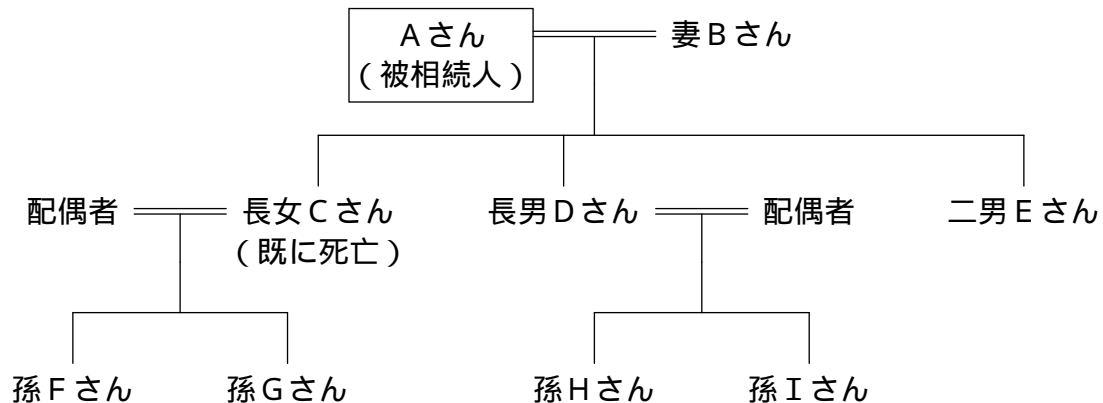 Aさん
(被相続人)
妻Bさん
配偶者
長女Cさん
(既に死亡)
長男Dさん
配偶者
二男Eさん
孫Fさん
孫Gさん
孫Hさん
孫Iさん